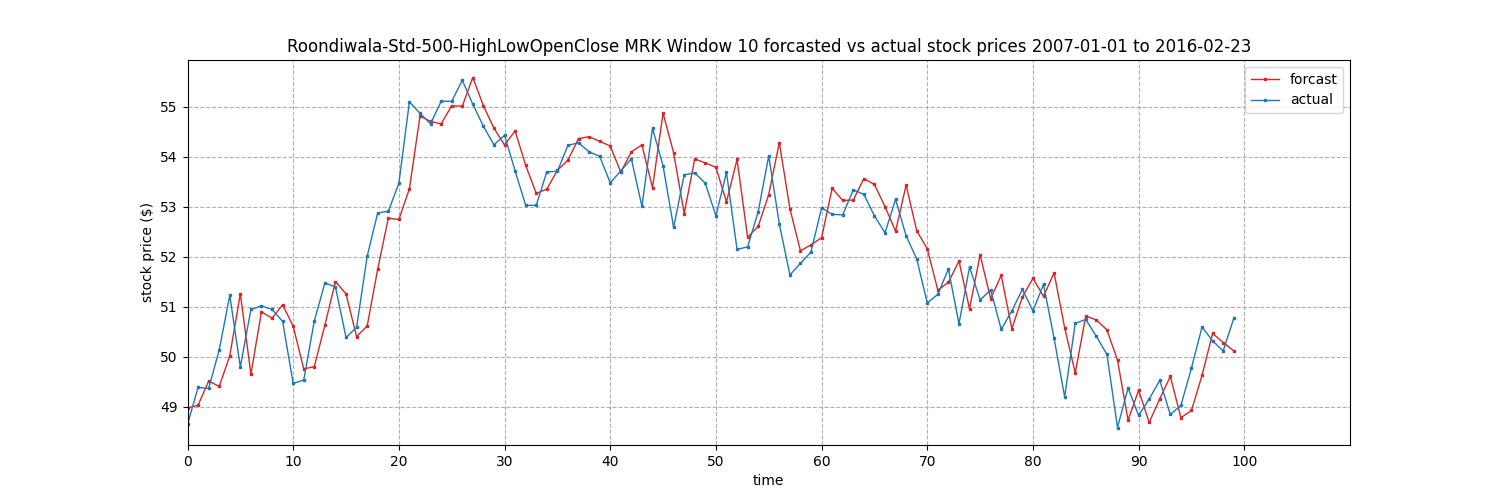 Roondiwala-Std-500-HighLowOpenClose MRK Window 10 forcasted vs actual stock prices 2007-01-01 to 2016-02-23
forcast
actual
55
54
53
52
51
50
49
stock price ($)
0 10 20 30 40 50 60 70 80 90 100
time